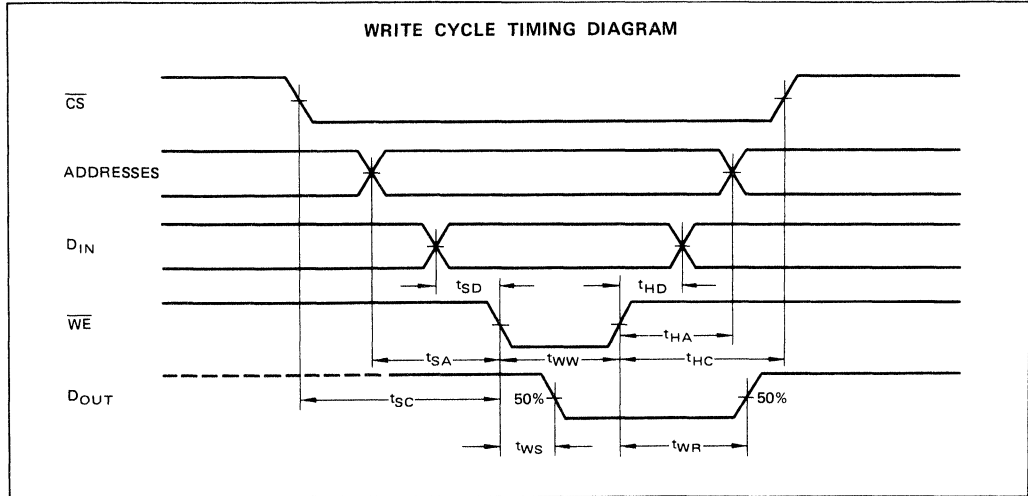 WRITE CYCLE TIMING DIAGRAM
CS
ADDRESSES
DIN
tSD
tHD
WE
tHA
tSA
tWW
tHC
DOUT
tSC
50%
50%
tWS
tWR